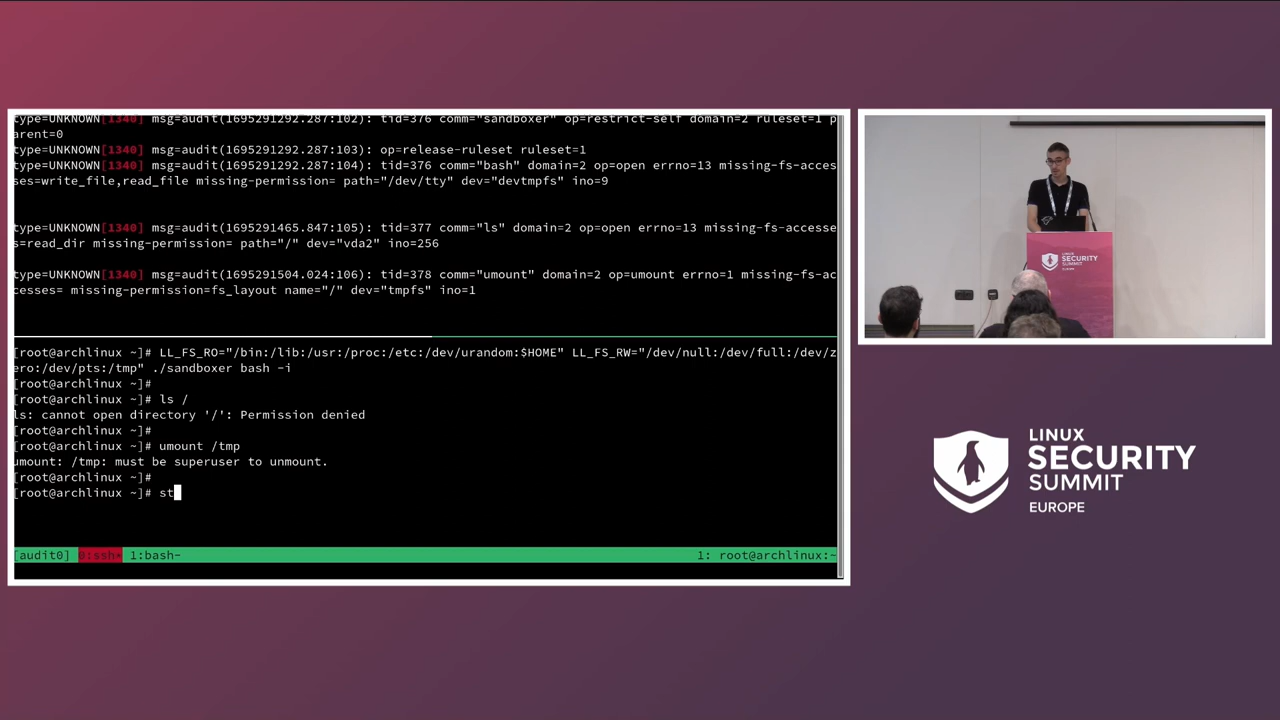 type=UNKNOWN[1340] msg=audit(1695291292.287:102): tid=376 comm="sandboxer" op=restrict-self domain=2 ruleset=1 p
arent=0
type=UNKNOWN[1340] msg=audit(1695291292.287:103): op=release-ruleset ruleset=1
type=UNKNOWN[1340] msg=audit(1695291292.287:104): tid=376 comm="bash" domain=2 op=open errno=13 missing-fs-acces
ses=write_file,read_file missing-permission= path="/dev/tty" dev="devtmpfs" ino=9
type=UNKNOWN[1340] msg=audit(1695291465.847:105): tid=377 comm="ls" domain=2 op=open errno=13 missing-fs-accesse
s=read_dir missing-permission= path="/" dev="vda2" ino=256
type=UNKNOWN[1340] msg=audit(1695291504.024:106): tid=378 comm="umount" domain=2 op=umount errno=1 missing-fs-ac
cesses= missing-permission=fs_layout name="/" dev="tmpfs" ino=1
[root@archlinux ~]# LL_FS_RO="/bin:/lib:/usr:/proc:/etc:/dev/urandom:$HOME" LL_FS_RW="/dev/null:/dev/full:/dev/z
ero:/dev/pts:/tmp" ./sandboxer bash -i
[root@archlinux ~]#
[root@archlinux ~]# ls /
ls: cannot open directory '/': Permission denied
[root@archlinux ~]#
[root@archlinux ~]# umount /tmp
umount: /tmp: must be superuser to unmount.
[root@archlinux ~]#
[root@archlinux ~]# st
[audit0] 0:ssh* 1:bash- 1: root@archlinux:~
LINUX
SECURITY
SUMMIT
EUROPE
LINUX
SECURITY
SUMMIT
EUROPE